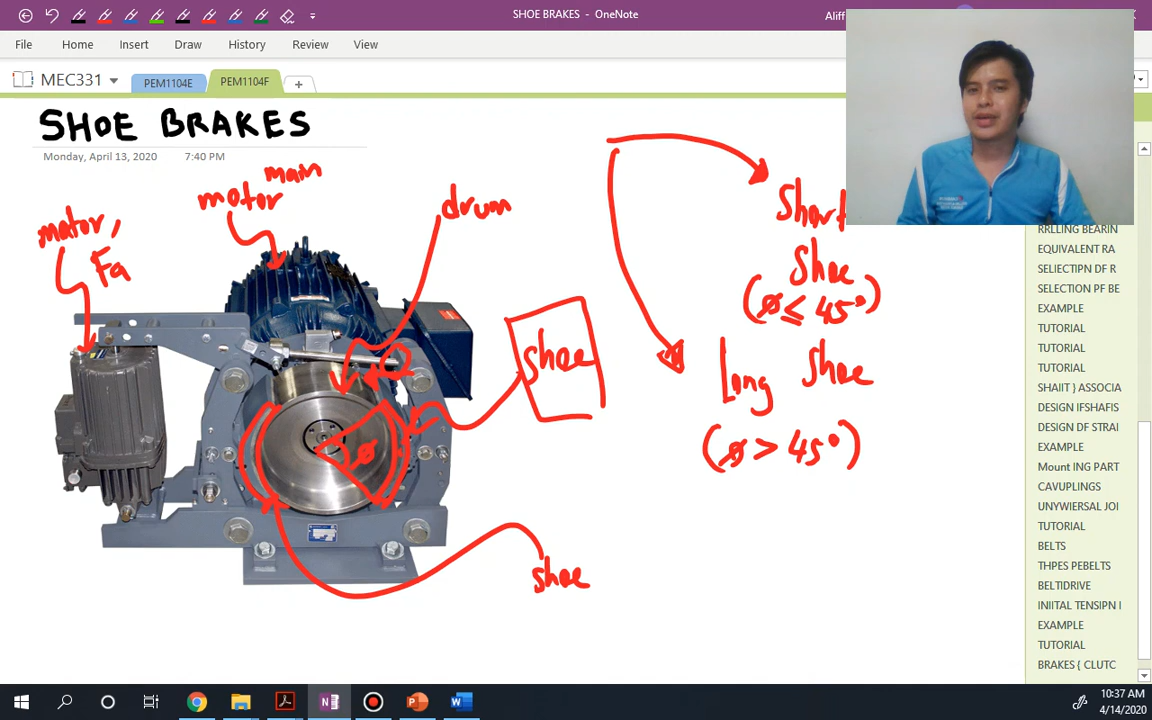 SHOE BRAKES - OneNote
Aliff
File Home Insert Draw History Review View
MEC331
PEM1104E
PEM1104F
SHOE BRAKES
Monday, April 13, 2020 7:40 PM
motor,
Fa
motor main
drum
shoe
Short
Shoe
(ø ≤ 45°)
Long Shoe
(ø > 45°)
ø
shoe
RRLLING BEARIN
EQUIVALENT RA
SELIECTIPN DF R
SELECTION PF BE
EXAMPLE
TUTORIAL
TUTORIAL
TUTORIAL
SHAIIT } ASSOCIA
DESIGN IFSHAFIS
DESIGN DF STRAI
EXAMPLE
Mount ING PART
CAVUPLINGS
UNYWIERSAL JOI
TUTORIAL
BELTS
THPES PEBELTS
BELTIDRIVE
INIITAL TENSIPN I
EXAMPLE
TUTORIAL
BRAKES { CLUTC
10:37 AM
4/14/2020